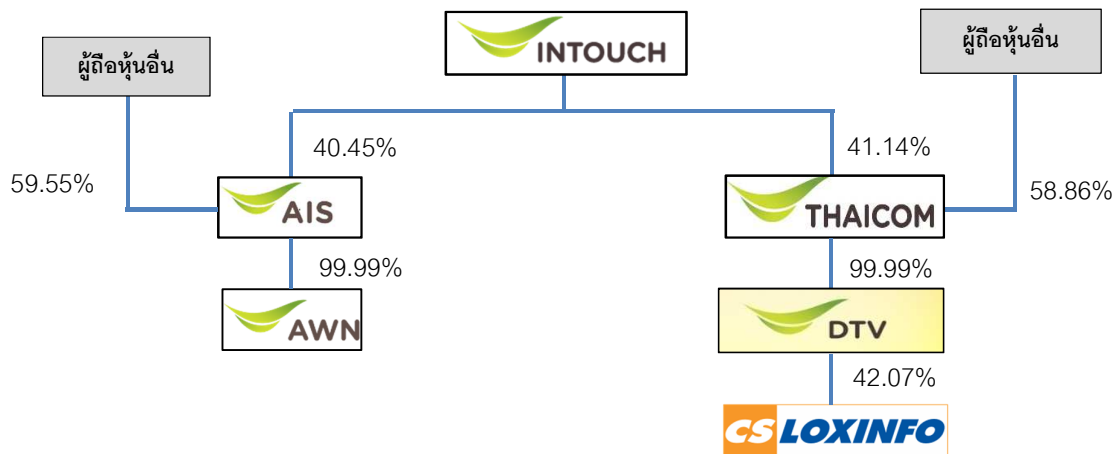 INTOUCH
ผู้ถือหุ้นอื่น
ผู้ถือหุ้นอื่น
40.45%
41.14%
59.55%
58.86%
AIS
THAICOM
99.99%
99.99%
AWN
DTV
42.07%
CS LOXINFO